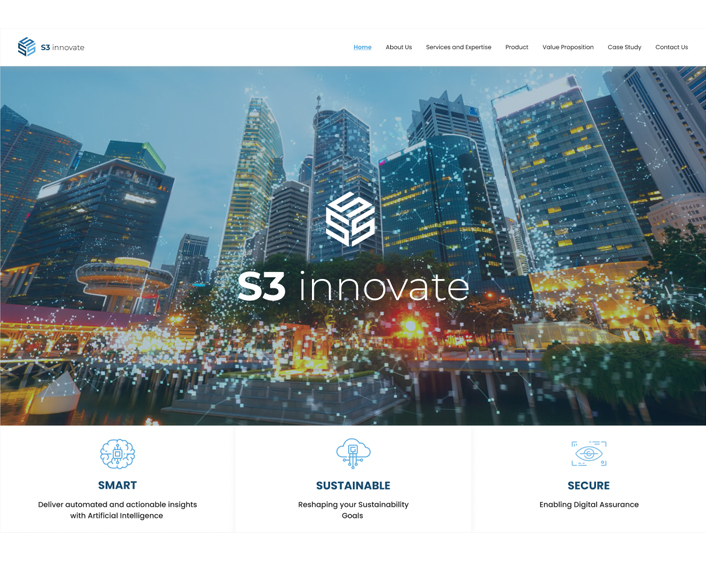 S3 innovate
Home About Us Services and Expertise Product Value Proposition Case Study Contact Us
S3 innovate
SMART
Deliver automated and actionable insights
with Artificial Intelligence
SUSTAINABLE
Reshaping your Sustainability
Goals
SECURE
Enabling Digital Assurance